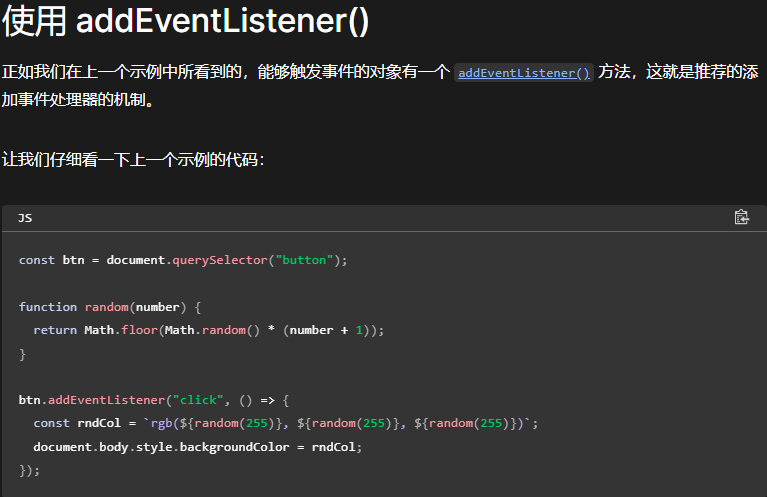 使用 addEventListener()
正如我们在上一个示例中所看到的，能够触发事件的对象有一个 addEventListener() 方法，这就是推荐的添
加事件处理器的机制。
让我们仔细看一下上一个示例的代码：
JS
const btn = document.querySelector("button");
function random(number) {
  return Math.floor(Math.random() * (number + 1));
}
btn.addEventListener("click", () => {
  const rndCol = `rgb(${random(255)}, ${random(255)}, ${random(255)})`;
  document.body.style.backgroundColor = rndCol;
});